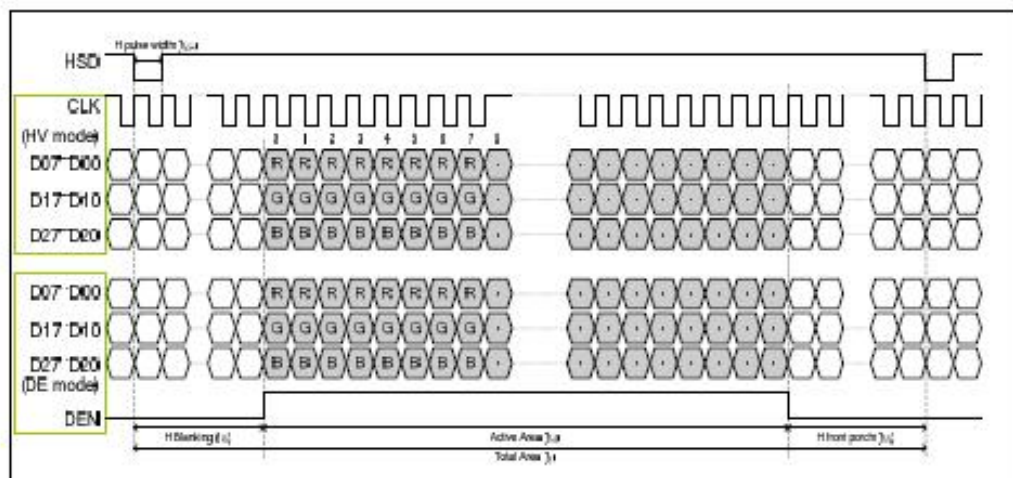 H pulse width
HSD
CLK
(HV mode)
0 1 2 3 4 5 6 7 8
D07~D00 R R R R R R R R
D17~D10 G G G G G G G G
D27~D20 B B B B B B B B
D07~D00 R R R R R R R R
D17~D10 G G G G G G G G
D27~D20 B B B B B B B B
(DE mode)
DEN
H Blanking Active Area H front porch
Total Area